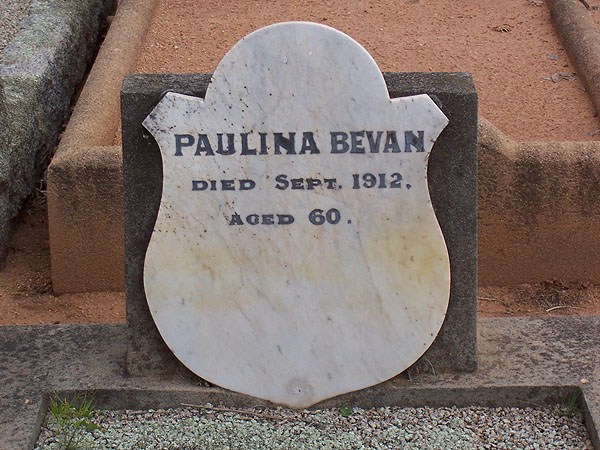 PAULINA BEVAN
DIED SEPT. 1912.
AGED 60.